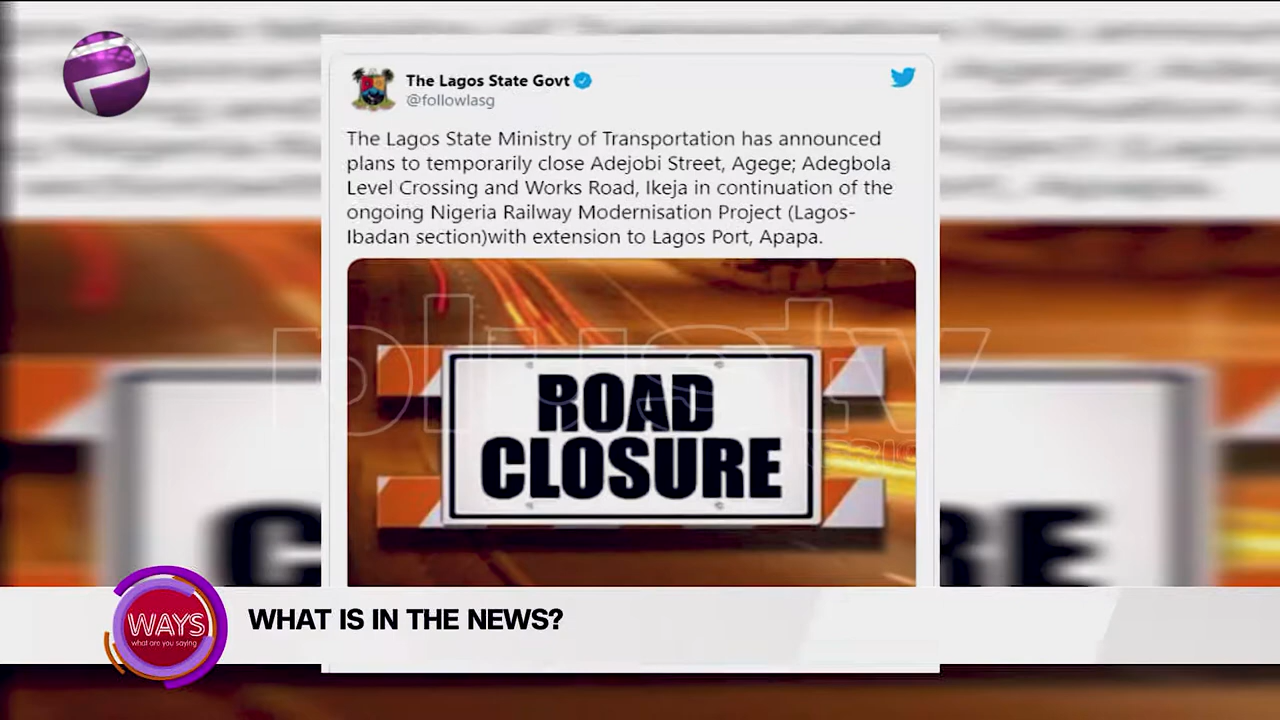 The Lagos State Govt
@followlasg
The Lagos State Ministry of Transportation has announced
plans to temporarily close Adejobi Street, Agege; Adegbola
Level Crossing and Works Road, Ikeja in continuation of the
ongoing Nigeria Railway Modernisation Project (Lagos-
Ibadan section)with extension to Lagos Port, Apapa.
plustv
ROAD
CLOSURE
WAYS
what are you saying
WHAT IS IN THE NEWS?